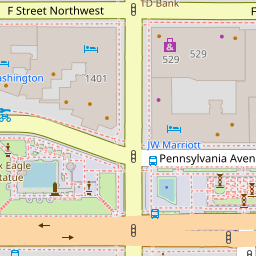 TD Bank
F Street Northwest
F
529
529
ashington
1401
JW Marriott
Pennsylvania Aven
x Eagle
tatue